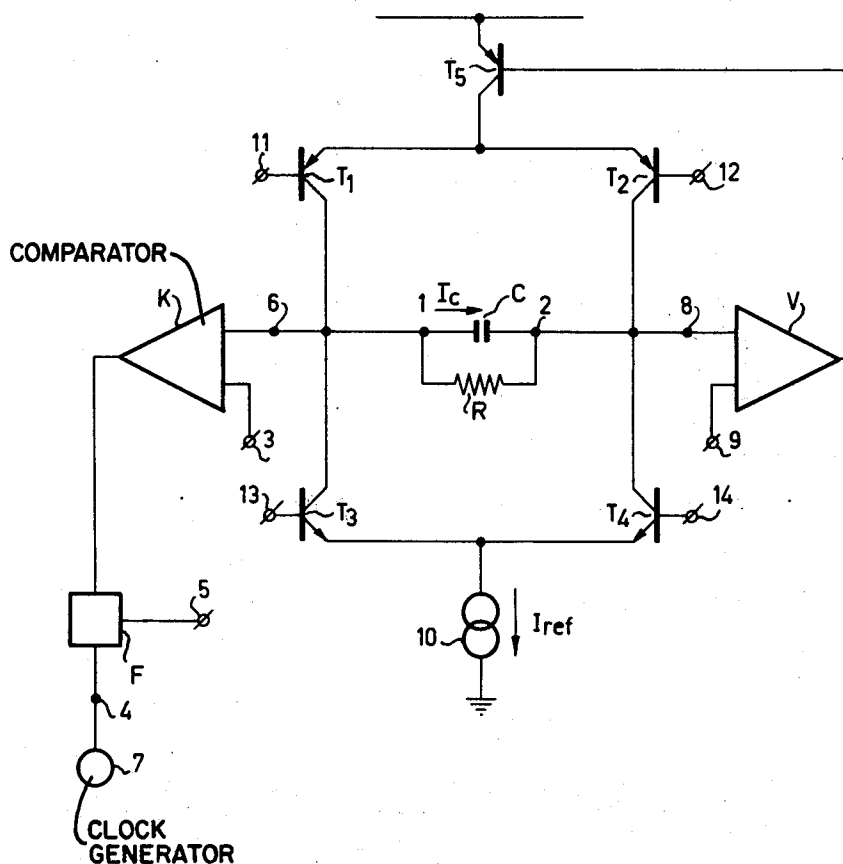 T5
11
T1
T2
12
COMPARATOR
K
6
1
Ic
C
2
8
V
R
3
9
13
T3
T4
14
5
F
10
Iref
4
7
CLOCK
GENERATOR